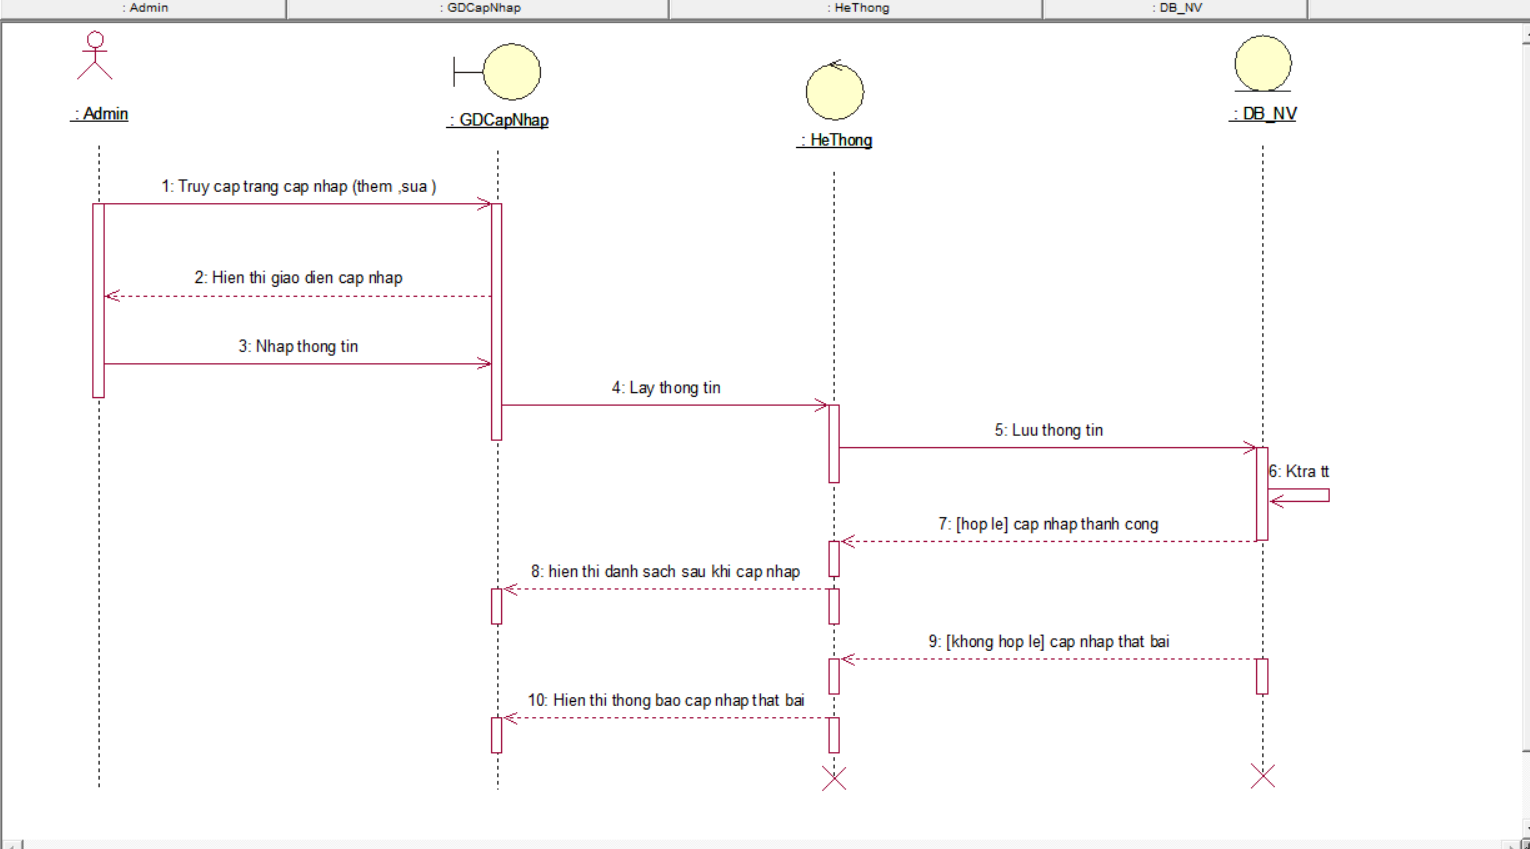 : Admin
: GDCapNhap
: HeThong
: DB_NV
: Admin
: GDCapNhap
: HeThong
: DB_NV
1: Truy cap trang cap nhap (them ,sua )
2: Hien thi giao dien cap nhap
3: Nhap thong tin
4: Lay thong tin
5: Luu thong tin
6: Ktra tt
7: [hop le] cap nhap thanh cong
8: hien thi danh sach sau khi cap nhap
9: [khong hop le] cap nhap that bai
10: Hien thi thong bao cap nhap that bai